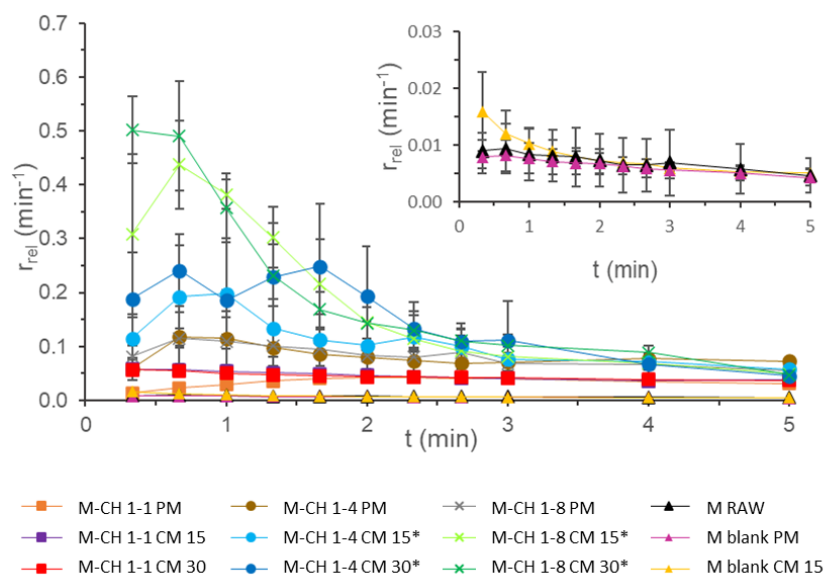 0.7
0.6
0.5
0.4
0.3
0.2
0.1
0.0
r_rel (min⁻¹)
0 1 2 3 4 5
t (min)
0.03
0.02
0.01
0.00
r_rel (min⁻¹)
0 1 2 3 4 5
t (min)
M-CH 1-1 PM M-CH 1-4 PM M-CH 1-8 PM M RAW
M-CH 1-1 CM 15 M-CH 1-4 CM 15* M-CH 1-8 CM 15* M blank PM
M-CH 1-1 CM 30 M-CH 1-4 CM 30* M-CH 1-8 CM 30* M blank CM 15